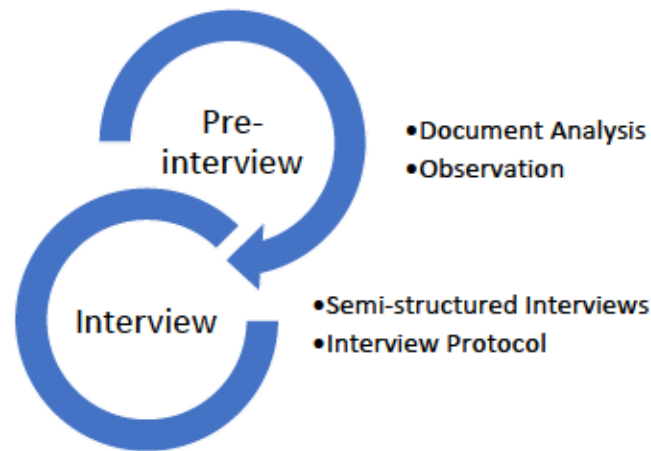 Pre-
interview
•Document Analysis
•Observation
Interview
•Semi-structured Interviews
•Interview Protocol